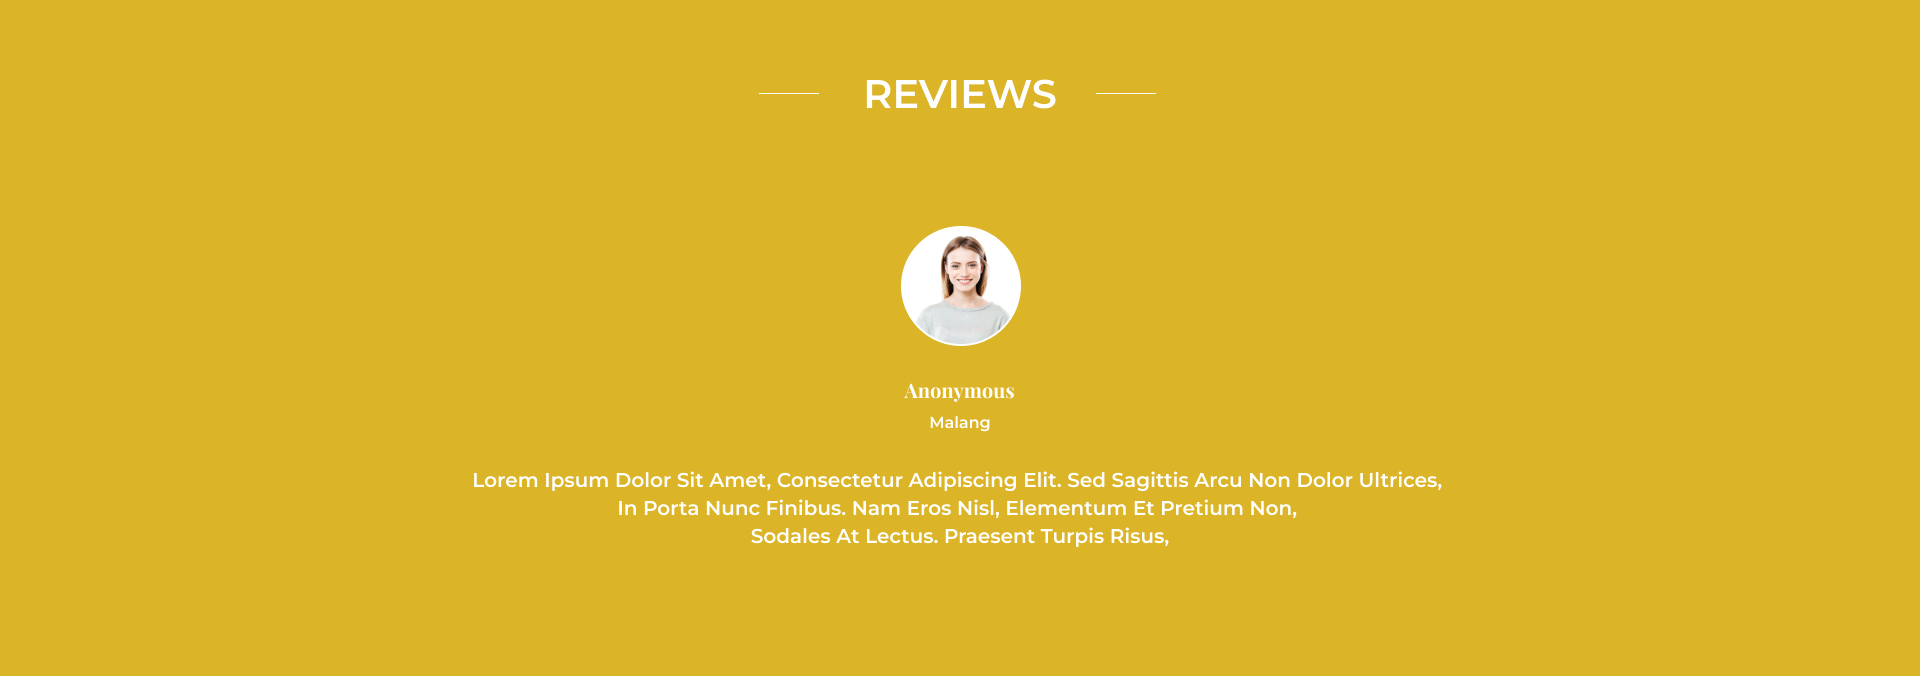 REVIEWS
Anonymous
Malang
Lorem Ipsum Dolor Sit Amet, Consectetur Adipiscing Elit. Sed Sagittis Arcu Non Dolor Ultrices,
In Porta Nunc Finibus. Nam Eros Nisl, Elementum Et Pretium Non,
Sodales At Lectus. Praesent Turpis Risus,